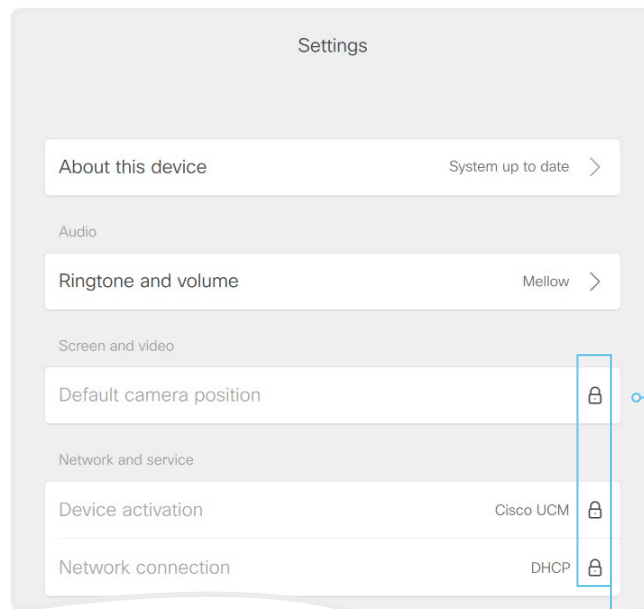 Settings
About this device System up to date
Audio
Ringtone and volume Mellow
Screen and video
Default camera position
Network and service
Device activation Cisco UCM
Network connection DHCP